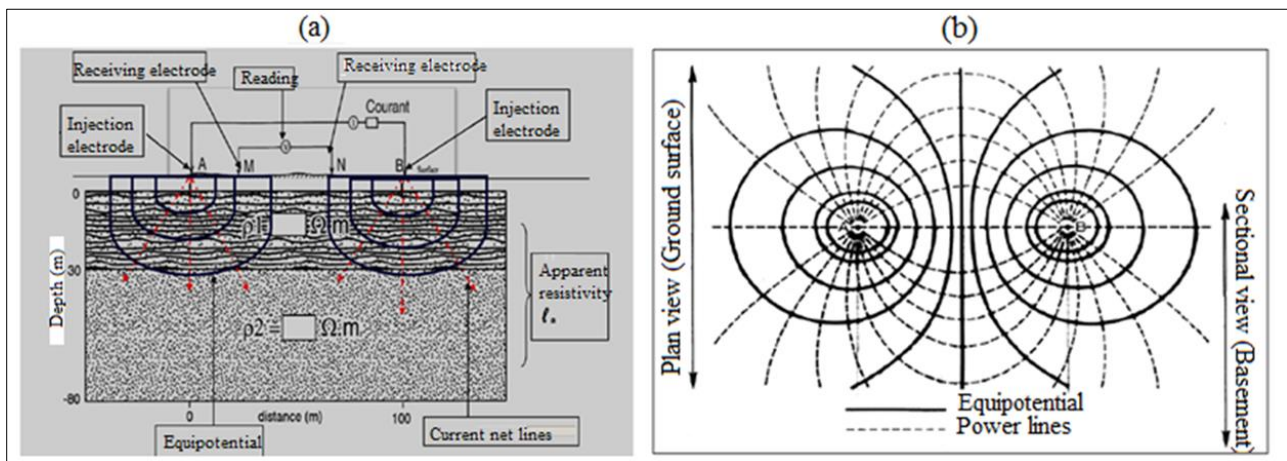 (a)
Receiving electrode
Receiving electrode
Reading
Courant
Injection
electrode
Injection
electrode
A
M
N
B
Surface
I
V
0
30
-80
Depth (m)
ρ1
Ω.m
ρ2 =
Ω.m.
Apparent
resistivity
0
distance (m)
100
Equipotential
Current net lines
(b)
Plan view (Ground surface)
Sectional view (Basement)
B
Equipotential
Power lines